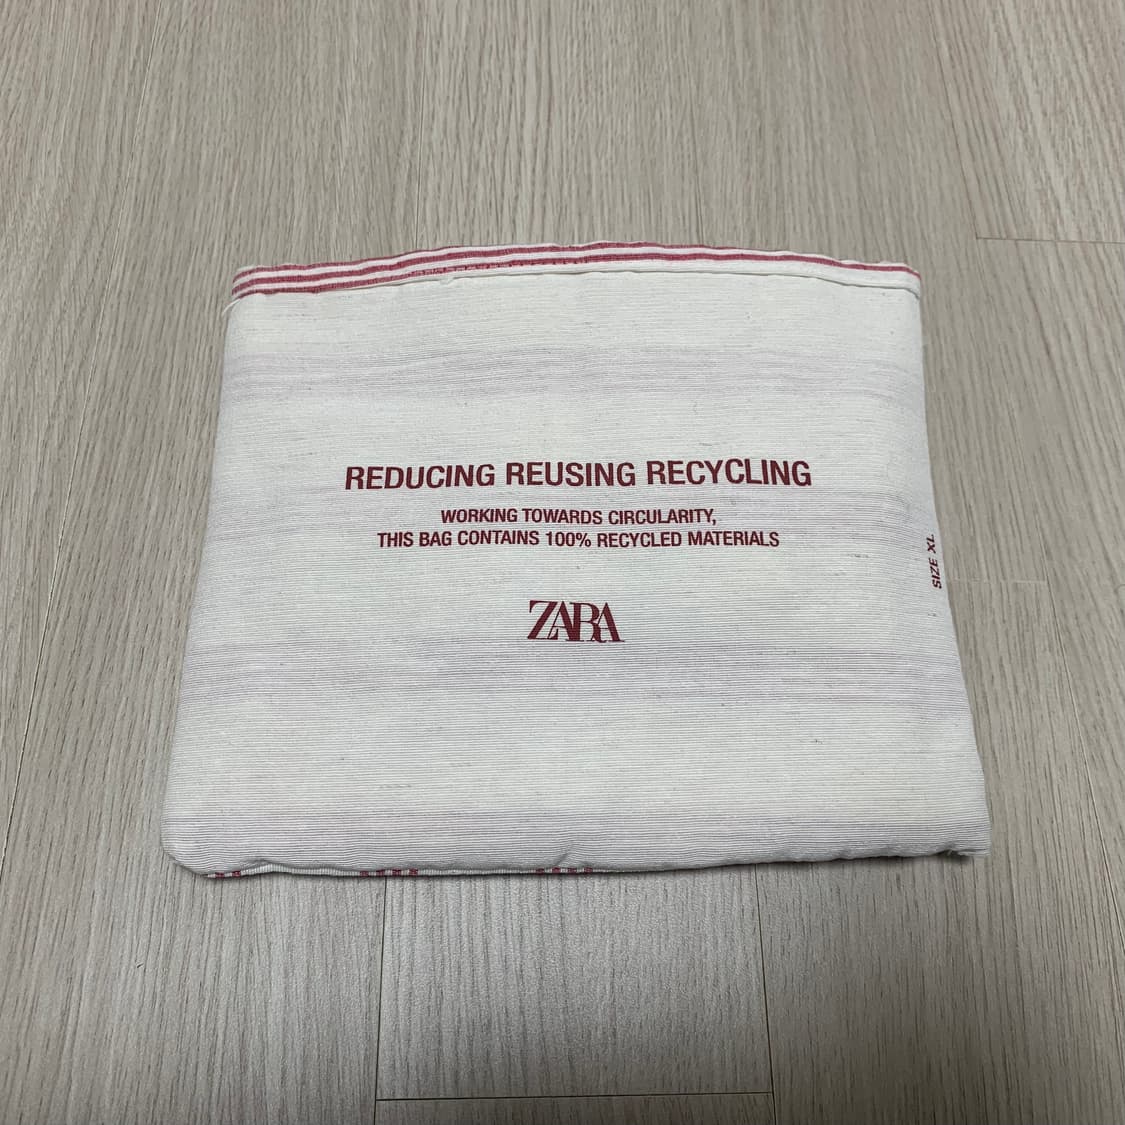 REDUCING REUSING RECYCLING
WORKING TOWARDS CIRCULARITY,
THIS BAG CONTAINS 100% RECYCLED MATERIALS
ZARA
SIZE XL